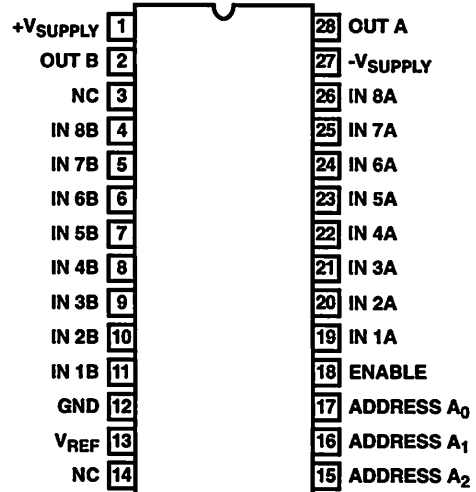 +VSUPPLY 1 28 OUT A
OUT B 2 27 -VSUPPLY
NC 3 26 IN 8A
IN 8B 4 25 IN 7A
IN 7B 5 24 IN 6A
IN 6B 6 23 IN 5A
IN 5B 7 22 IN 4A
IN 4B 8 21 IN 3A
IN 3B 9 20 IN 2A
IN 2B 10 19 IN 1A
IN 1B 11 18 ENABLE
GND 12 17 ADDRESS A0
VREF 13 16 ADDRESS A1
NC 14 15 ADDRESS A2